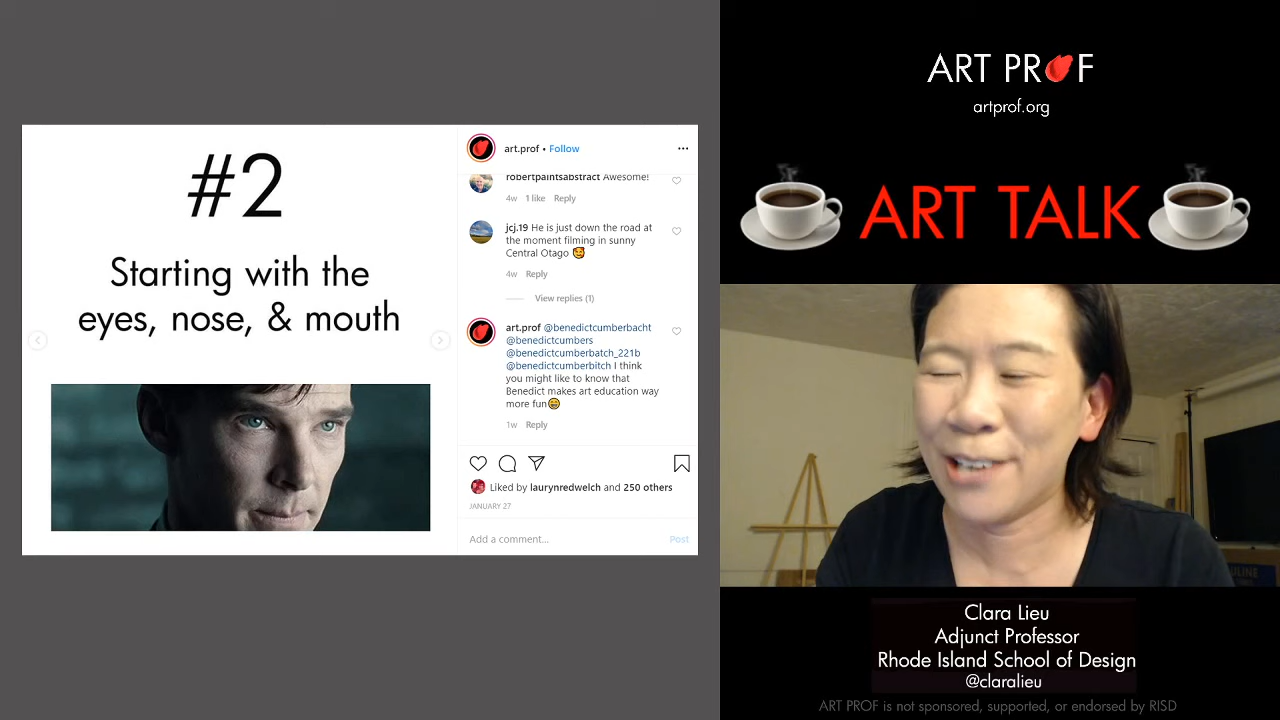 #2
Starting with the
eyes, nose, & mouth
art.prof • Follow
robertpaintsabstract Awesome!
4w 1 like Reply
jcj.19 He is just down the road at
the moment filming in sunny
Central Otago 🥰
4w Reply
View replies (1)
art.prof @benedictcumberbacht
@benedictcumbers
@benedictcumberbatch_221b
@benedictcumberbitch I think
you might like to know that
Benedict makes art education way
more fun😄
1w Reply
Liked by laurynredwelch and 250 others
JANUARY 27
Add a comment... Post
ART PROF
artprof.org
ART TALK
Clara Lieu
Adjunct Professor
Rhode Island School of Design
@claralieu
ART PROF is not sponsored, supported, or endorsed by RISD